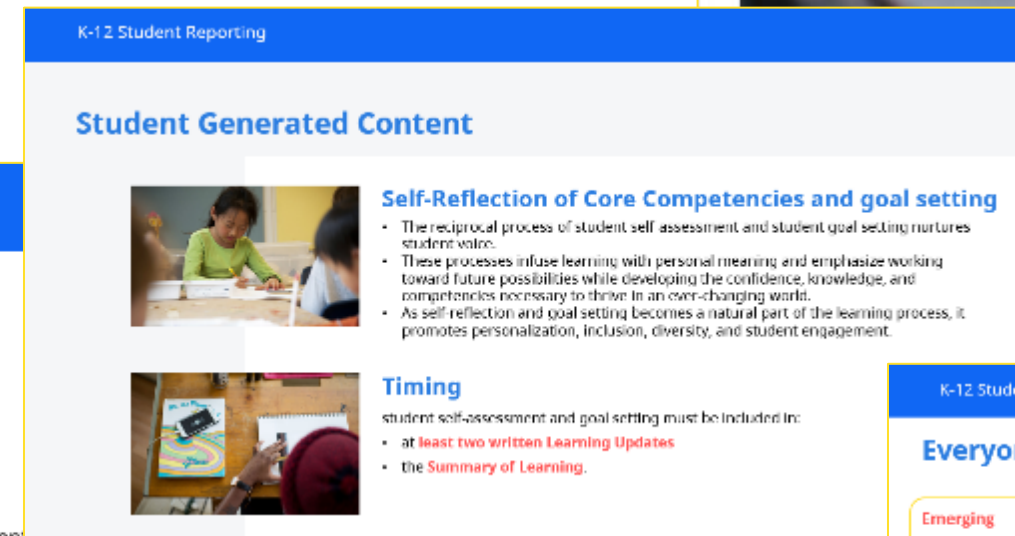 K-12 Student Reporting
Student Generated Content
Self-Reflection of Core Competencies and goal setting
• The reciprocal process of student self assessment and student goal setting nurtures
student voice.
• These processes infuse learning with personal meaning and emphasize working
toward future possibilities while developing the confidence, knowledge, and
competencies necessary to thrive in an ever-changing world.
• As self-reflection and goal setting becomes a natural part of the learning process, it
promotes personalization, inclusion, diversity, and student engagement.
Timing
student self-assessment and goal setting must be included in:
• at least two written Learning Updates
• the Summary of Learning.
K-12 Stude
Everyo
Emerging